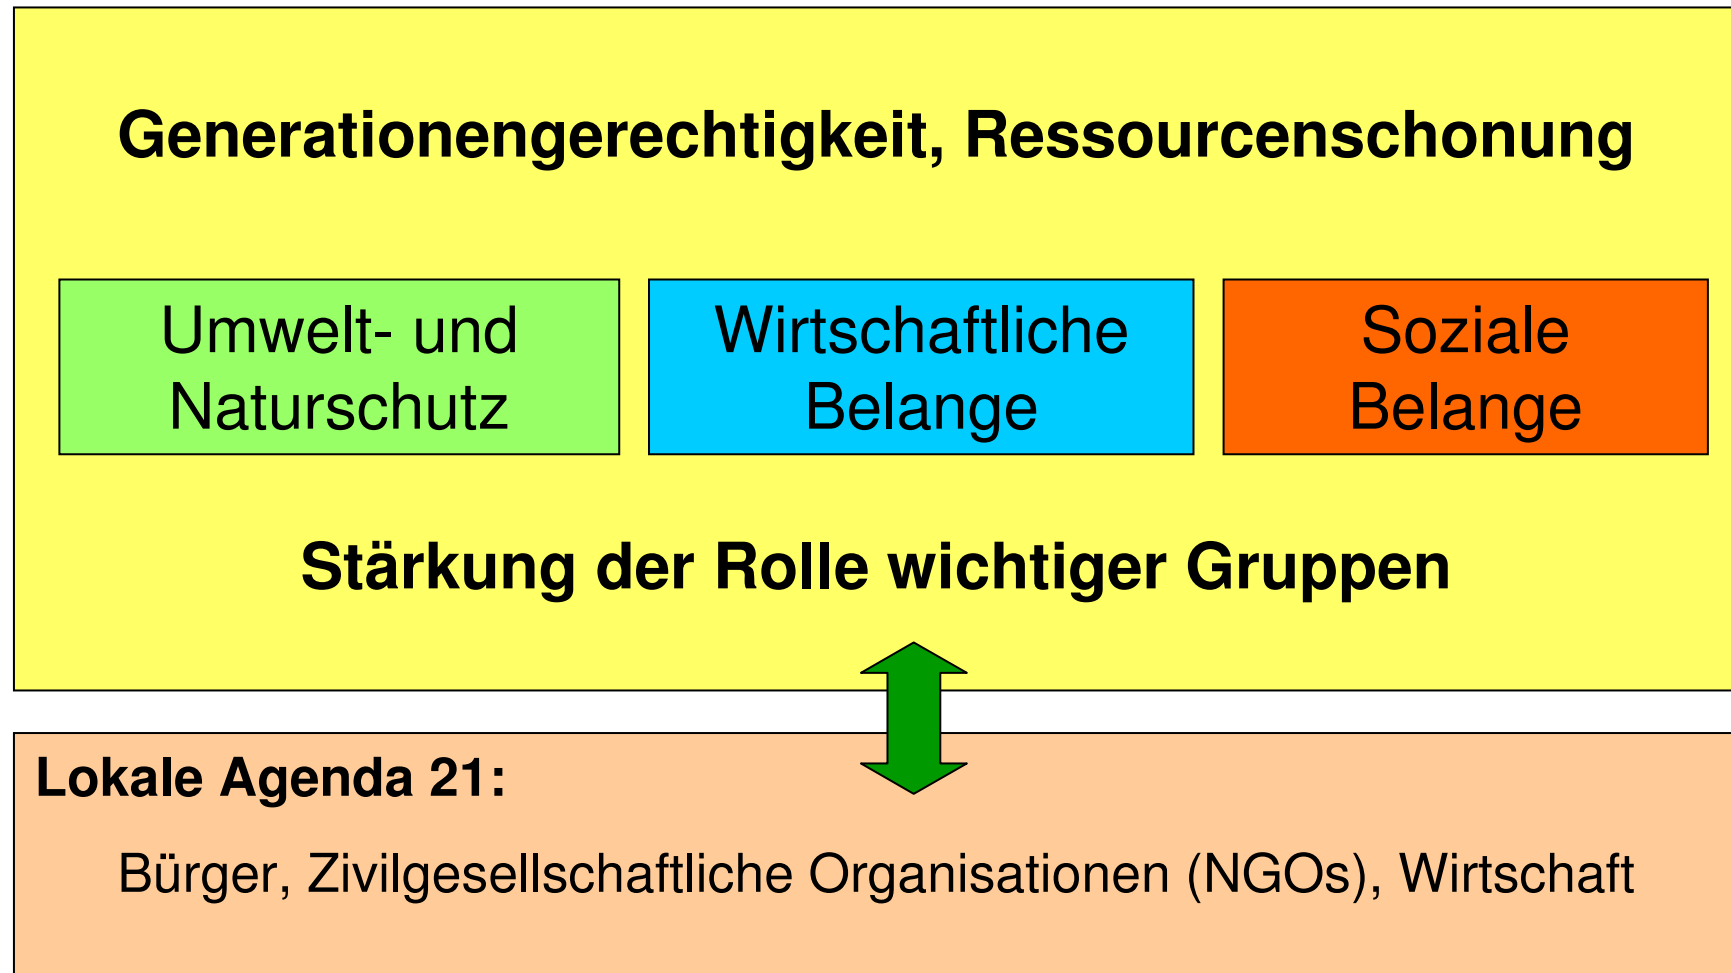 Generationengerechtigkeit, Ressourcenschonung
Umwelt- und
Naturschutz
Wirtschaftliche
Belange
Soziale
Belange
Stärkung der Rolle wichtiger Gruppen
Lokale Agenda 21:
Bürger, Zivilgesellschaftliche Organisationen (NGOs), Wirtschaft